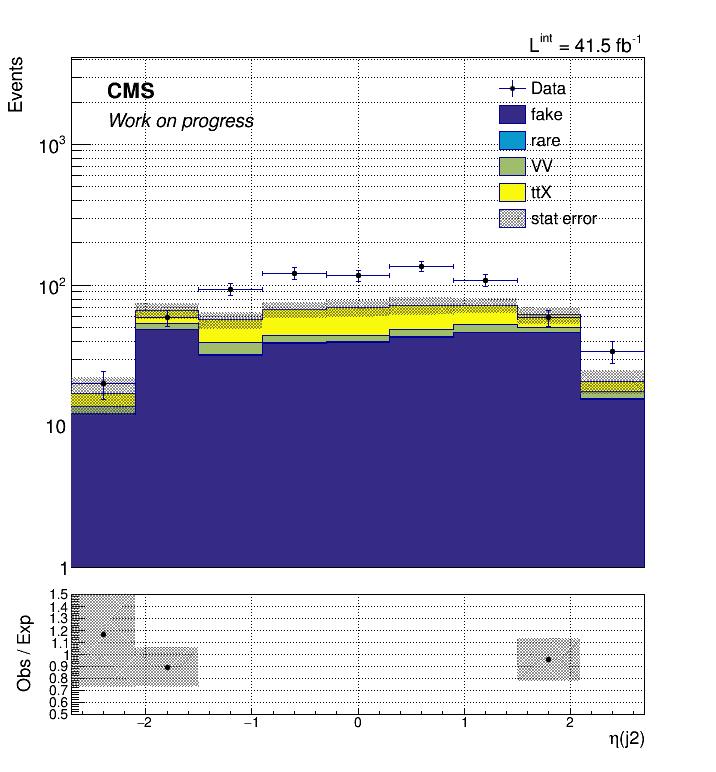 L^int = 41.5 fb^-1
Events
CMS
Work on progress
Data
fake
rare
VV
ttX
stat error
10^3
10^2
10
1
Obs / Exp
1.5
1.4
1.3
1.2
1.1
1
0.9
0.8
0.7
0.6
0.5
−2 −1 0 1 2
η(j2)